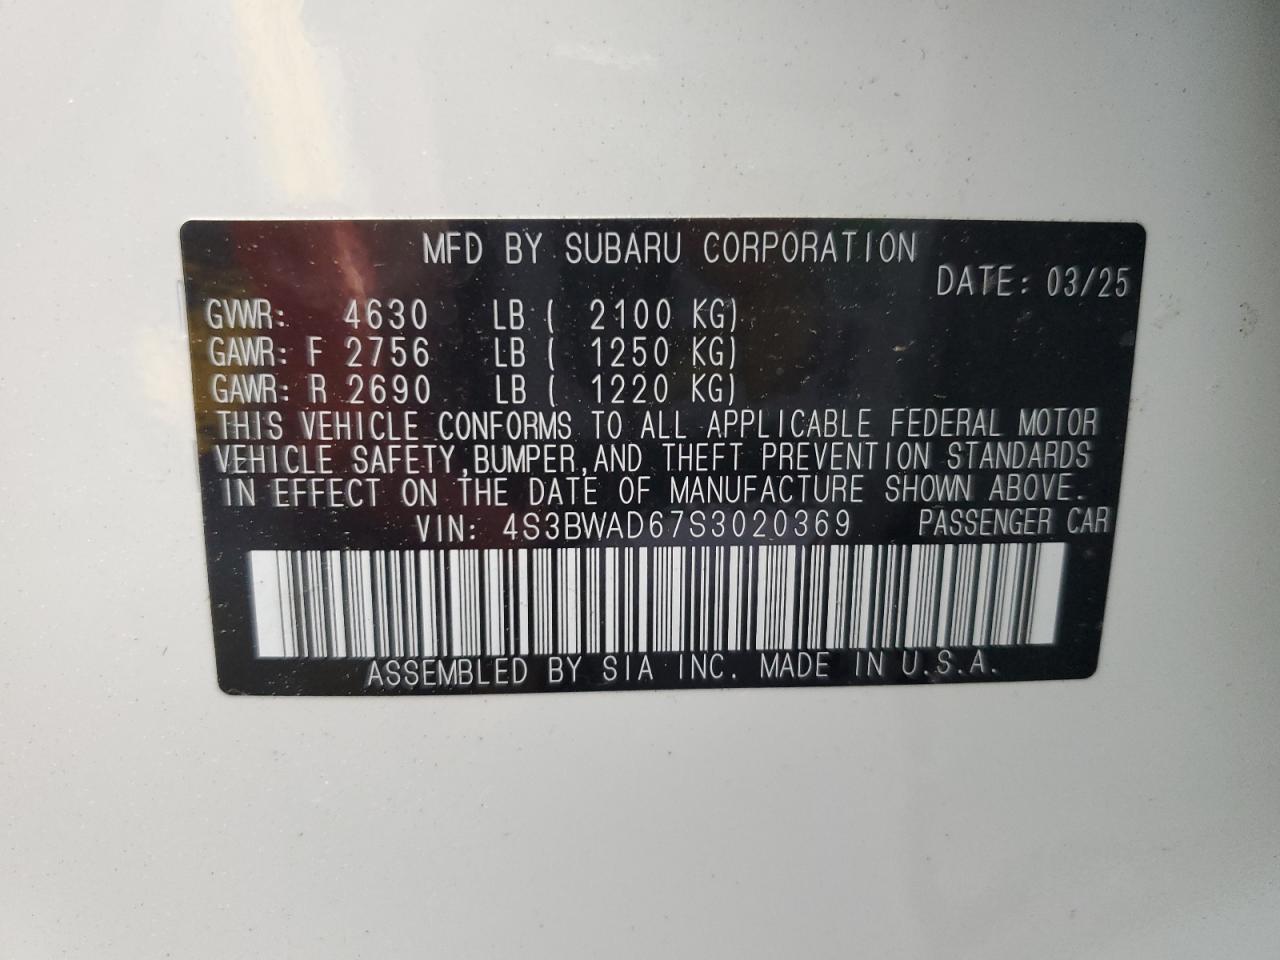 MFD BY SUBARU CORPORATION
DATE: 03/25
GVWR: 4630 LB ( 2100 KG)
GAWR: F 2756 LB ( 1250 KG)
GAWR: R 2690 LB ( 1220 KG)
THIS VEHICLE CONFORMS TO ALL APPLICABLE FEDERAL MOTOR
VEHICLE SAFETY,BUMPER,AND THEFT PREVENTION STANDARDS
IN EFFECT ON THE DATE OF MANUFACTURE SHOWN ABOVE.
VIN: 4S3BWAD67S3020369 PASSENGER CAR
ASSEMBLED BY SIA INC. MADE IN U.S.A.